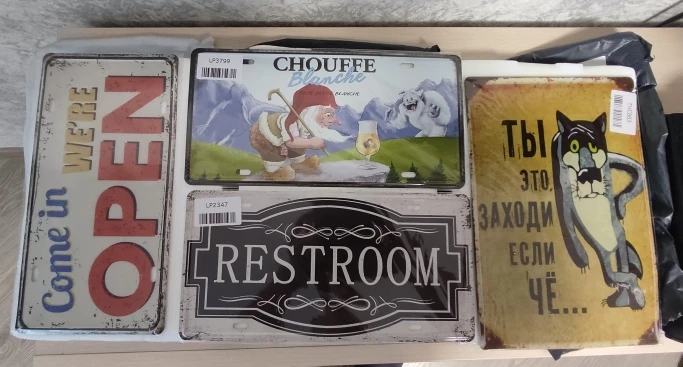 Come in WE'RE
OPEN
LP3799
CHOUFFE
Blanche
LP2347
RESTROOM
ТЫ
ЭТО,
ЗАХОДИ
ЕСЛИ
ЧЁ...